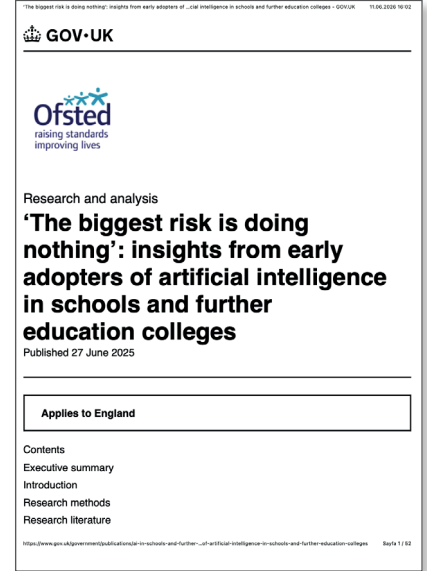 'The biggest risk is doing nothing': insights from early adopters of ...cial intelligence in schools and further education colleges - GOV.UK 11.06.2026 16:02
GOV·UK
Ofsted
raising standards
improving lives
Research and analysis
‘The biggest risk is doing
nothing’: insights from early
adopters of artificial intelligence
in schools and further
education colleges
Published 27 June 2025
Applies to England
Contents
Executive summary
Introduction
Research methods
Research literature
https://www.gov.uk/government/publications/ai-in-schools-and-further-...of-artificial-intelligence-in-schools-and-further-education-colleges Sayfa 1 / 52